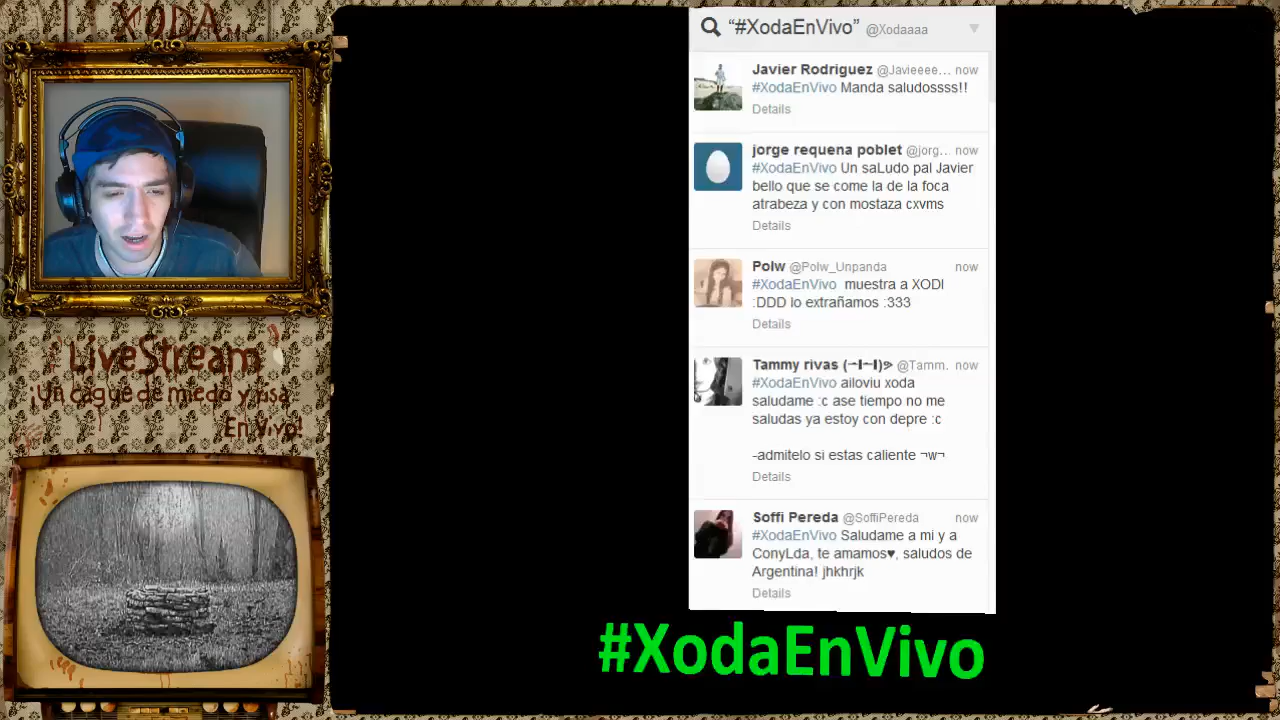 XODA
LiveStream
Un cague de miedo y risa
En Vivo!
“#XodaEnVivo” @Xodaaaa
Javier Rodriguez @Javieeee… now
#XodaEnVivo Manda saludossss!!
Details
jorge requena poblet @jorg… now
#XodaEnVivo Un saLudo pal Javier
bello que se come la de la foca
atrabeza y con mostaza cxvms
Details
Polw @Polw_Unpanda now
#XodaEnVivo muestra a XODI
:DDD lo extrañamos :333
Details
Tammy rivas @Tamm. now
#XodaEnVivo ailoviu xoda
saludame :c ase tiempo no me
saludas ya estoy con depre :c
-admitelo si estas caliente ¬w¬
Details
Soffi Pereda @SoffiPereda now
#XodaEnVivo Saludame a mi y a
ConyLda, te amamos♥, saludos de
Argentina! jhkhrjk
Details
#XodaEnVivo